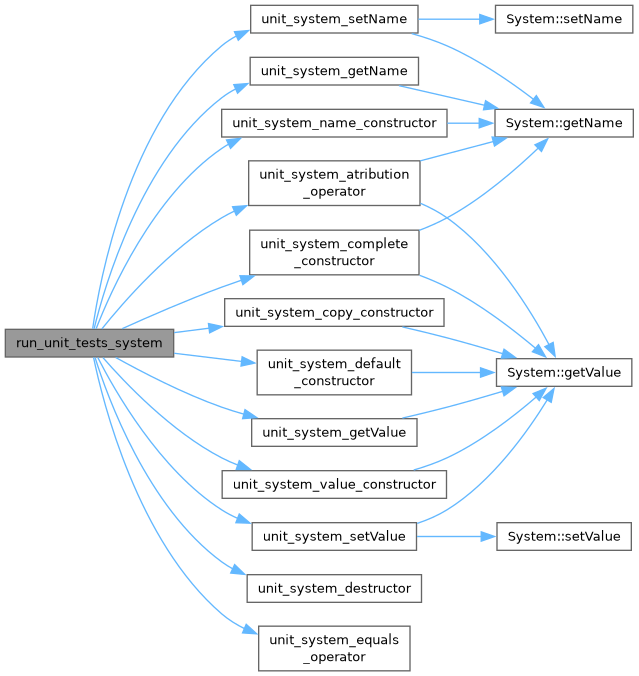 run_unit_tests_system
unit_system_setName
unit_system_getName
unit_system_name_constructor
unit_system_atribution
_operator
unit_system_complete
_constructor
unit_system_copy_constructor
unit_system_default
_constructor
unit_system_getValue
unit_system_value_constructor
unit_system_setValue
unit_system_destructor
unit_system_equals
_operator
System::setName
System::getName
System::getValue
System::setValue